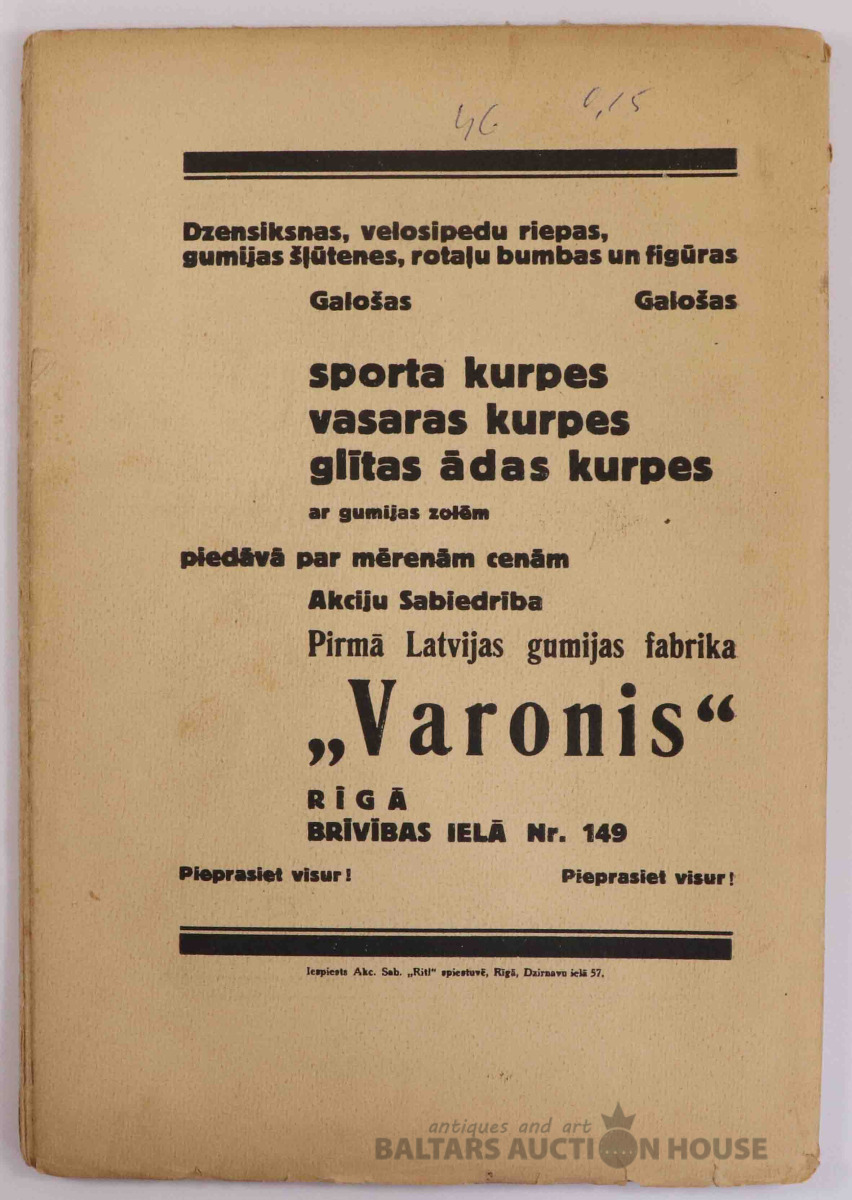 46 0,15
Dzensiksnas, velosipedu riepas,
gumijas šļūtenes, rotaļu bumbas un figūras
Galošas Galošas
sporta kurpes
vasaras kurpes
glītas ādas kurpes
ar gumijas zolēm
piedāvā par mērenām cenām
Akciju Sabiedrība
Pirmā Latvijas gumijas fabrika
„Varonis“
RĪGĀ
BRĪVĪBAS IELĀ Nr. 149
Pieprasiet visur! Pieprasiet visur!
Iespiests Akc. Sab. „Rīti“ spiestuvē, Rīgā, Dzirnavu ielā 57.
antiques and art
BALTARS AUCTION HOUSE